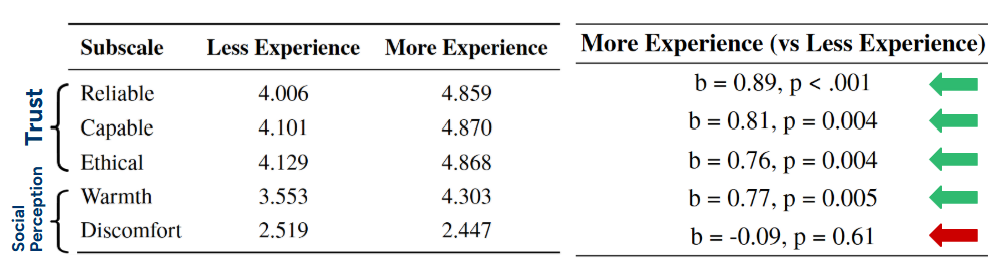 Subscale Less Experience More Experience More Experience (vs Less Experience)
Trust
Reliable 4.006 4.859 b = 0.89, p < .001
Capable 4.101 4.870 b = 0.81, p = 0.004
Ethical 4.129 4.868 b = 0.76, p = 0.004
Social
Perception
Warmth 3.553 4.303 b = 0.77, p = 0.005
Discomfort 2.519 2.447 b = -0.09, p = 0.61